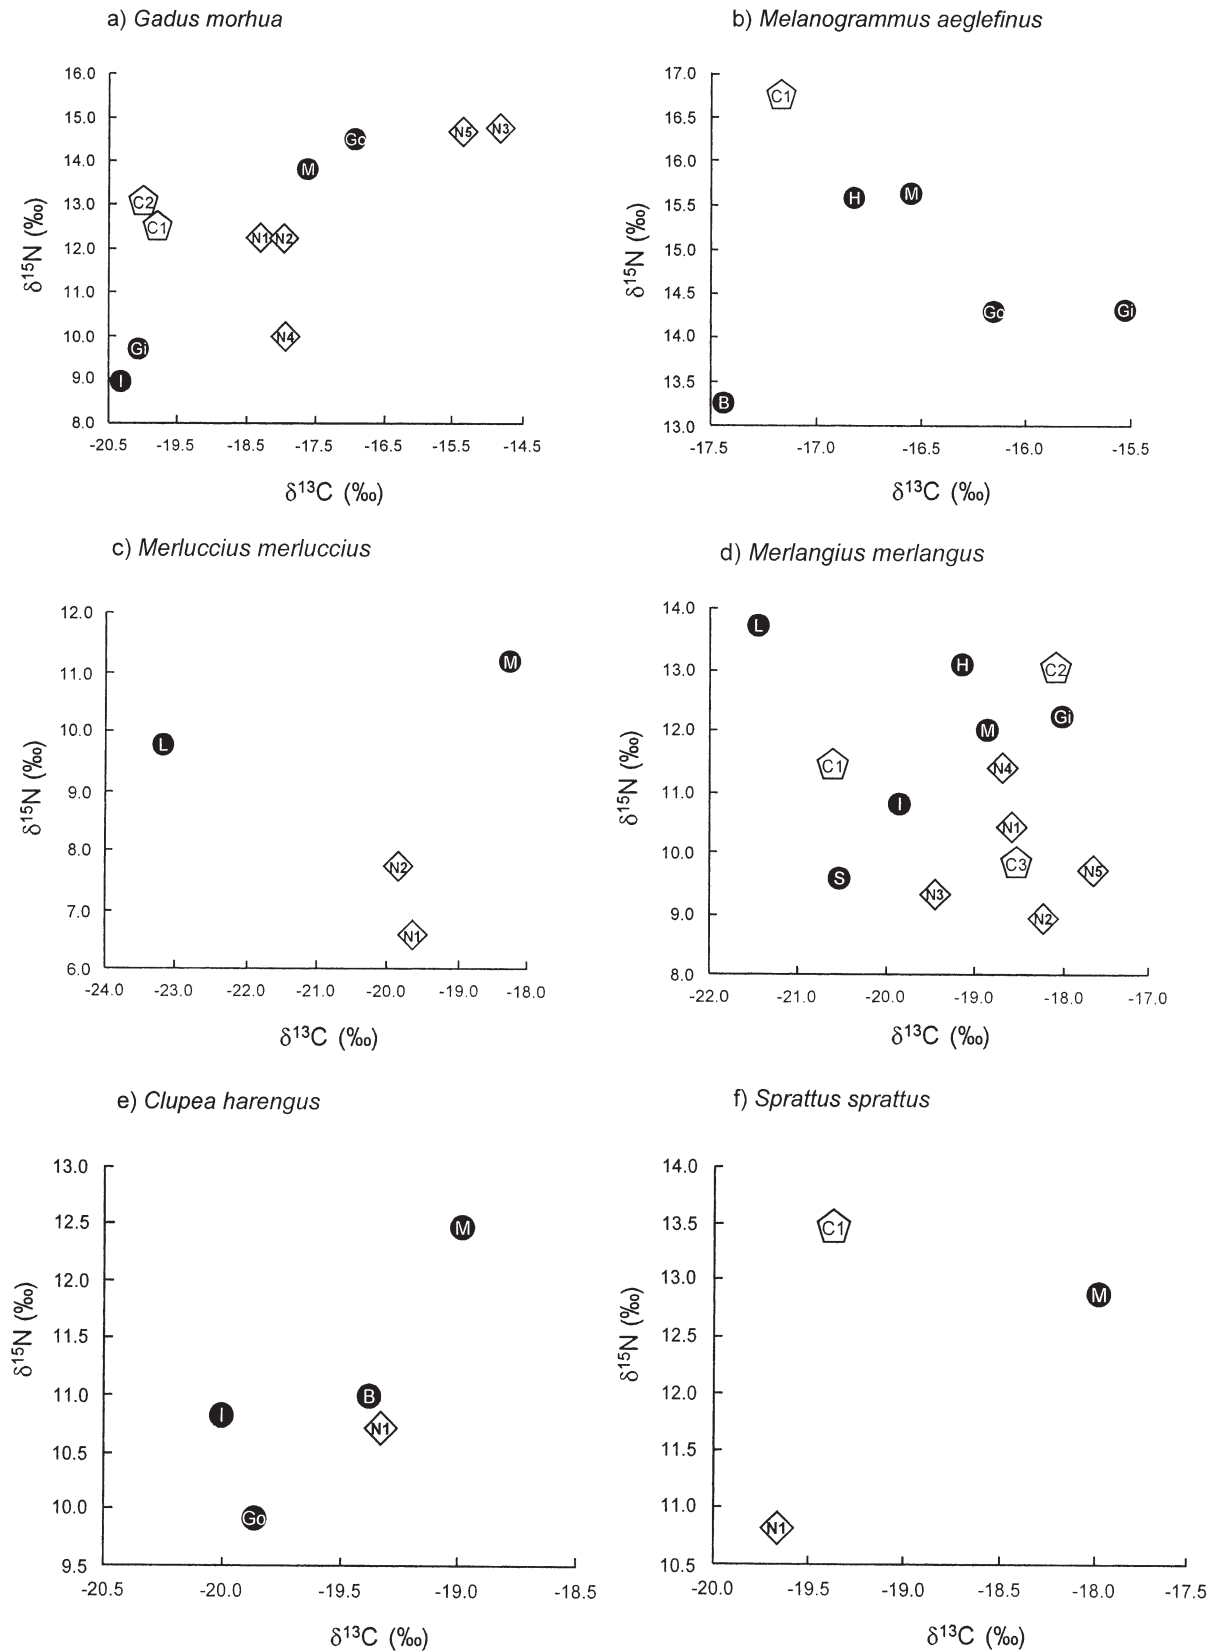 a) Gadus morhua
16.0
15.0
14.0
13.0
12.0
11.0
10.0
9.0
8.0
δ15N (‰)
Go
N5
N3
M
C2
C1
N1
N2
N4
Gi
I
-20.5 -19.5 -18.5 -17.5 -16.5 -15.5 -14.5
δ13C (‰)
b) Melanogrammus aeglefinus
17.0
16.5
16.0
15.5
15.0
14.5
14.0
13.5
13.0
δ15N (‰)
C1
H
M
Go
Gi
B
-17.5 -17.0 -16.5 -16.0 -15.5
δ13C (‰)
c) Merluccius merluccius
12.0
11.0
10.0
9.0
8.0
7.0
6.0
δ15N (‰)
M
L
N2
N1
-24.0 -23.0 -22.0 -21.0 -20.0 -19.0 -18.0
δ13C (‰)
d) Merlangius merlangus
14.0
13.0
12.0
11.0
10.0
9.0
8.0
δ15N (‰)
L
H
C2
Gi
M
C1
N4
I
N1
C3
S
N5
N3
N2
-22.0 -21.0 -20.0 -19.0 -18.0 -17.0
δ13C (‰)
e) Clupea harengus
13.0
12.5
12.0
11.5
11.0
10.5
10.0
9.5
δ15N (‰)
M
B
I
N1
Go
-20.5 -20.0 -19.5 -19.0 -18.5
δ13C (‰)
f) Sprattus sprattus
14.0
13.5
13.0
12.5
12.0
11.5
11.0
10.5
δ15N (‰)
C1
M
N1
-20.0 -19.5 -19.0 -18.5 -18.0 -17.5
δ13C (‰)